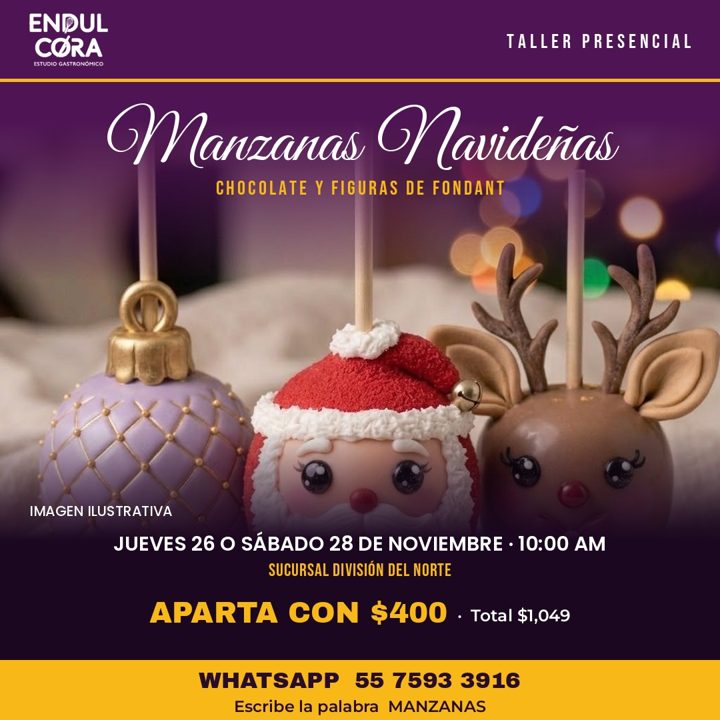 ENDUL
CORA
ESTUDIO GASTRONÓMICO
TALLER PRESENCIAL
Manzanas Navideñas
CHOCOLATE Y FIGURAS DE FONDANT
IMAGEN ILUSTRATIVA
JUEVES 26 O SÁBADO 28 DE NOVIEMBRE · 10:00 AM
SUCURSAL DIVISIÓN DEL NORTE
APARTA CON $400 · Total $1,049
WHATSAPP 55 7593 3916
Escribe la palabra MANZANAS